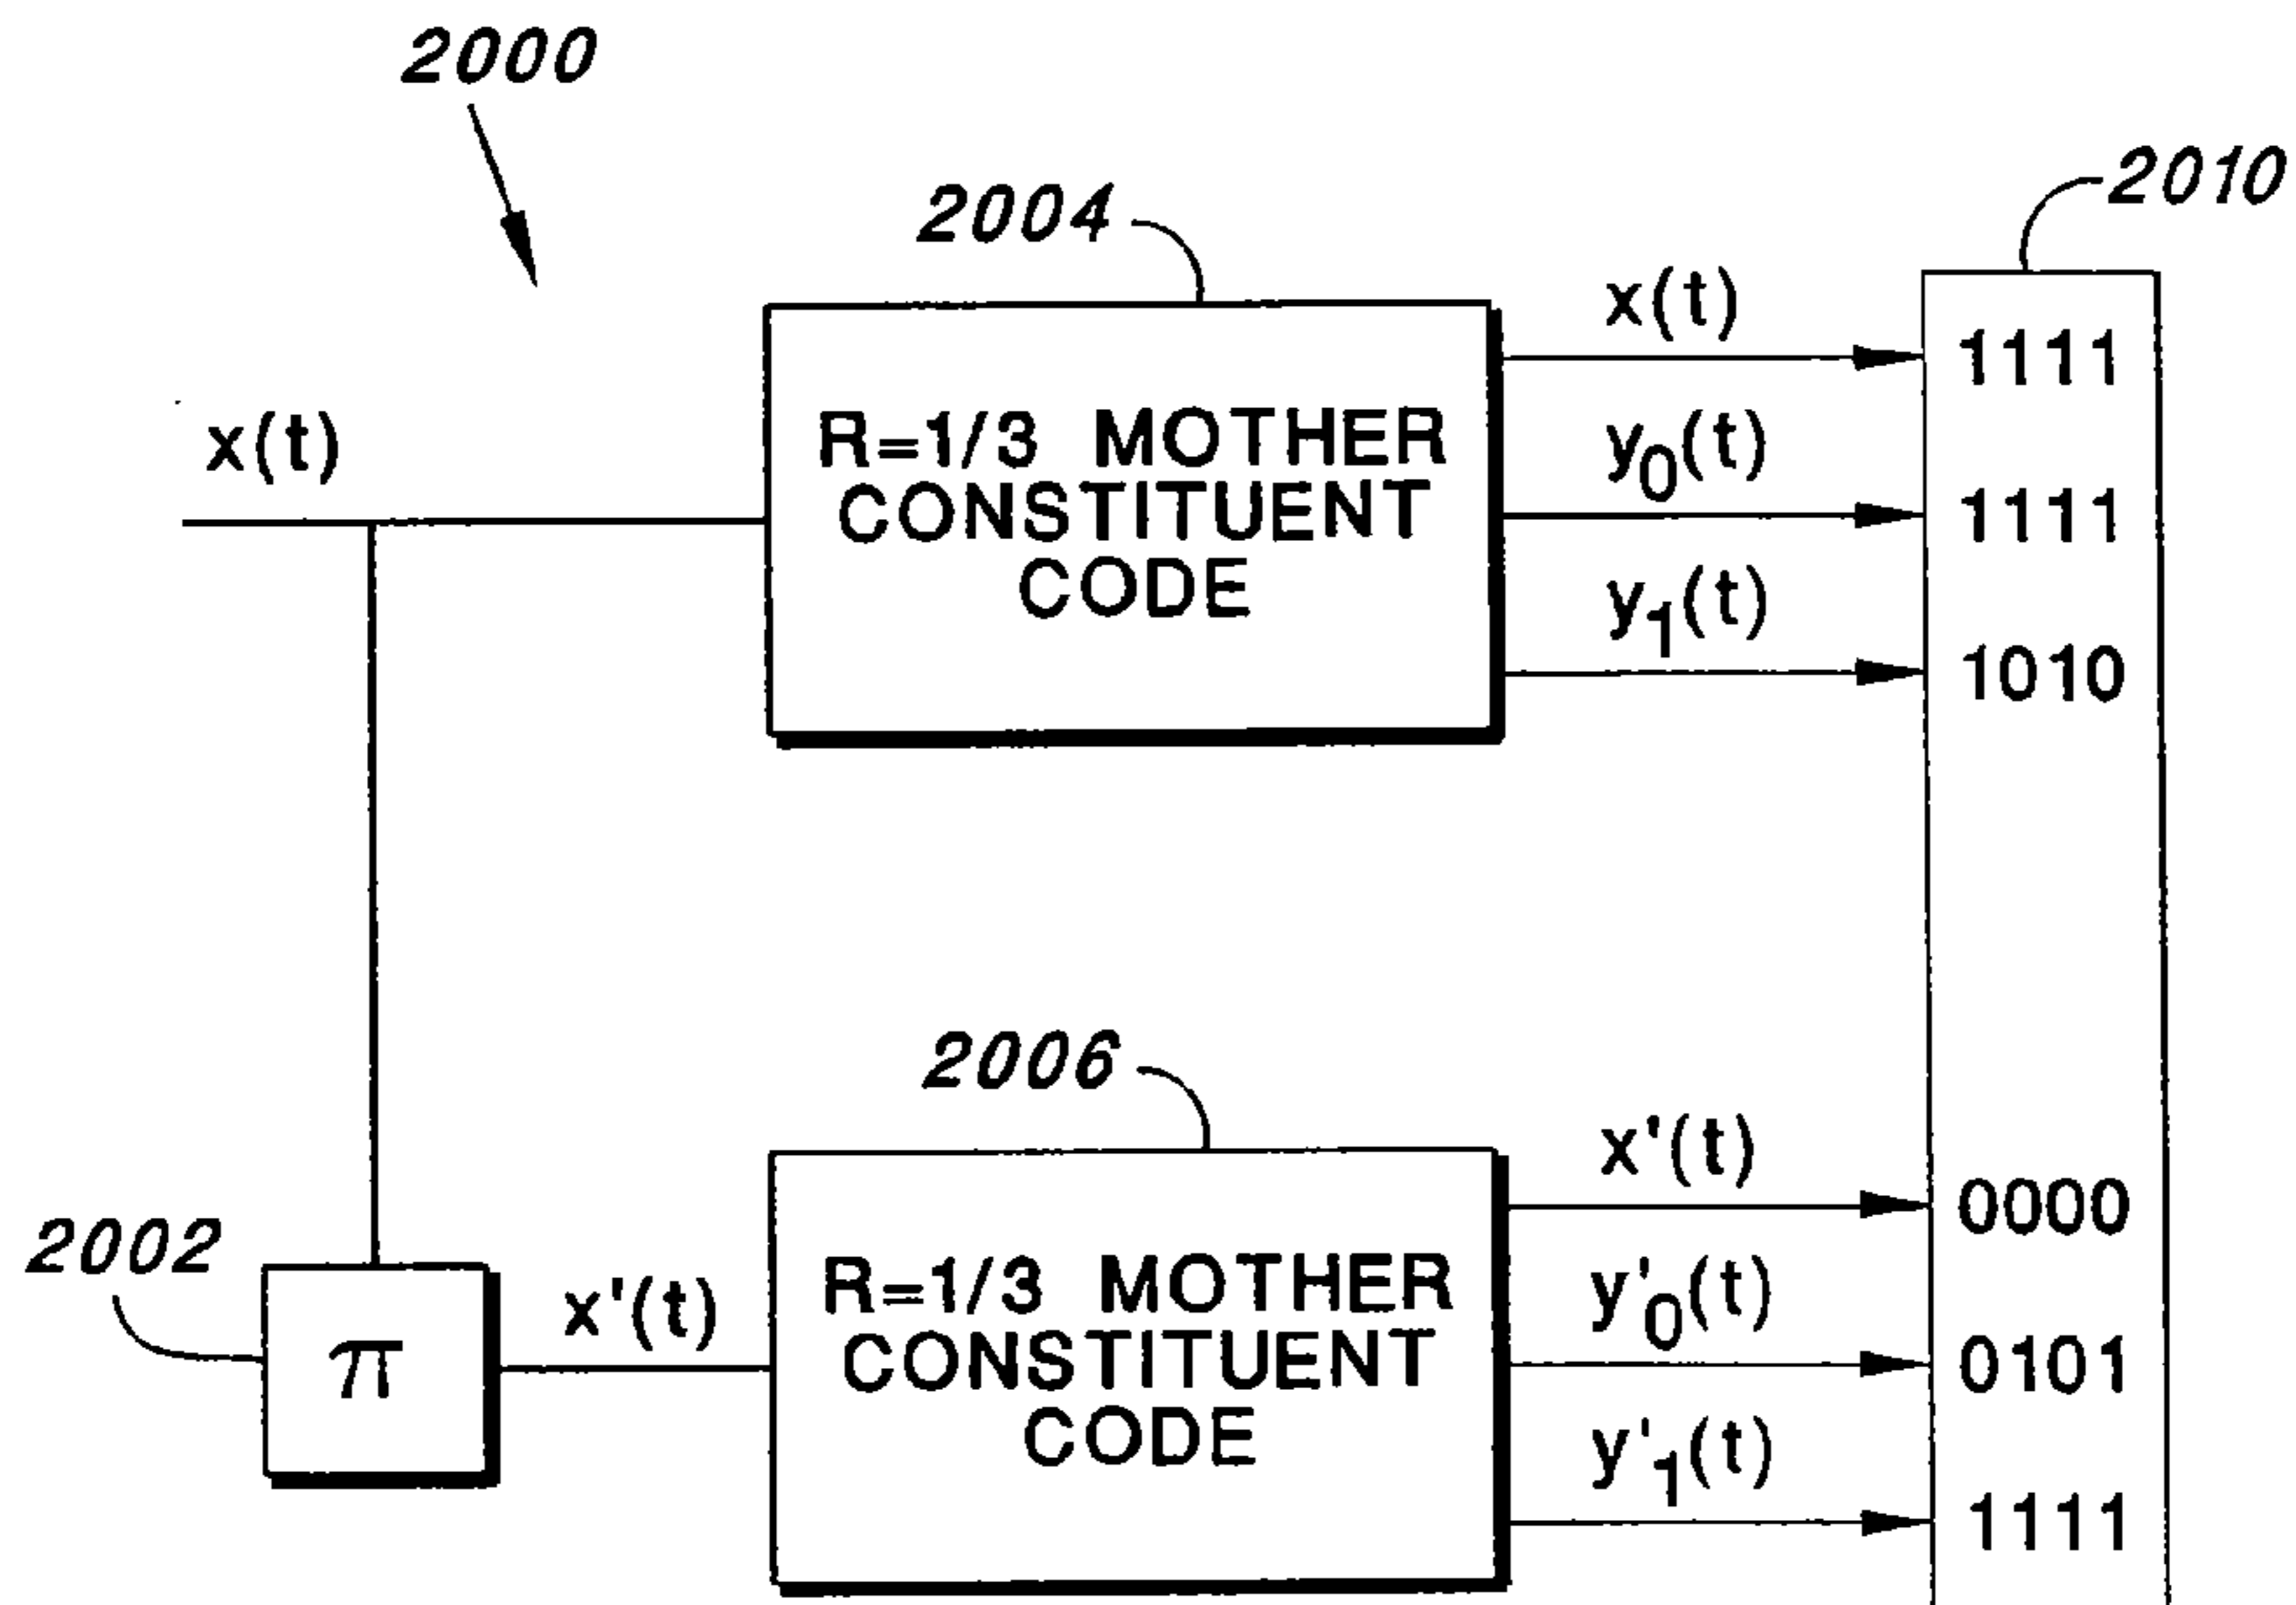 2000
2010
2004
x(t)
1111
x(t)
R=1/3 MOTHER
CONSTITUENT
CODE
y0(t)
1111
y1(t)
1010
2006
x'(t)
0000
2002
π
x'(t)
R=1/3 MOTHER
CONSTITUENT
CODE
y'0(t)
0101
y'1(t)
1111